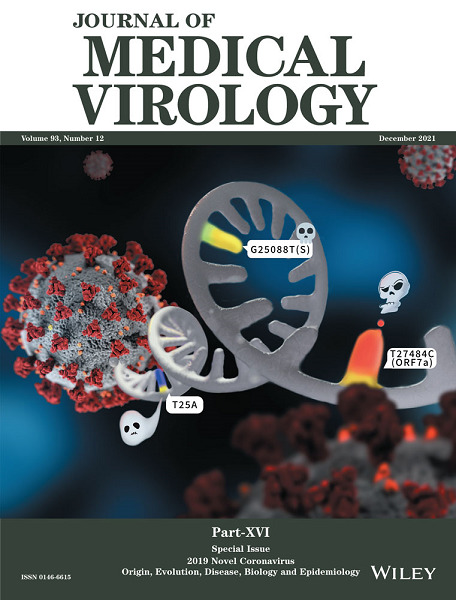 JOURNAL OF
MEDICAL
VIROLOGY
Volume 93, Number 12
December 2021
G25088T(S)
T27484C
(ORF7a)
T25A
Part-XVI
Special Issue
2019 Novel Coronavirus
Origin, Evolution, Disease, Biology and Epidemiology
ISSN 0146-6615
WILEY